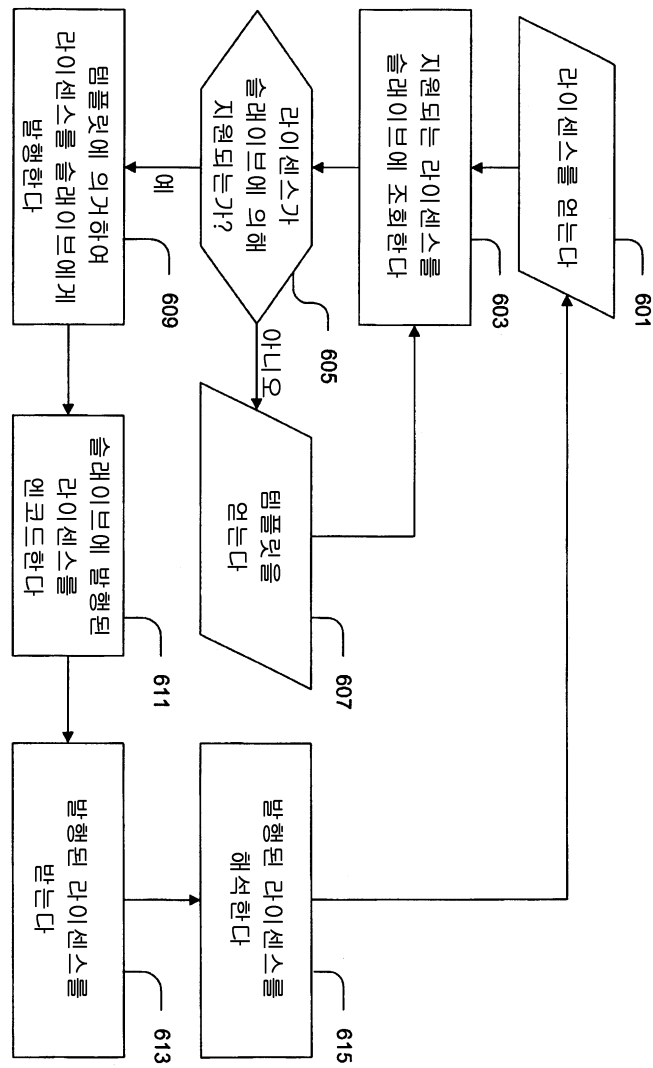 라이센스를 얻는다
601
지원되는 라이센스를
슬레이브에 조회한다
603
라이센스가
슬레이브에 의해
지원되는가?
605
아니오
예
템플릿을
얻는다
607
템플릿에 의거하여
라이센스를 슬레이브에게
발행한다
609
슬레이브에 발행된
라이센스를
엔코드한다
611
발행된 라이센스를
받는다
613
발행된 라이센스를
해석한다
615